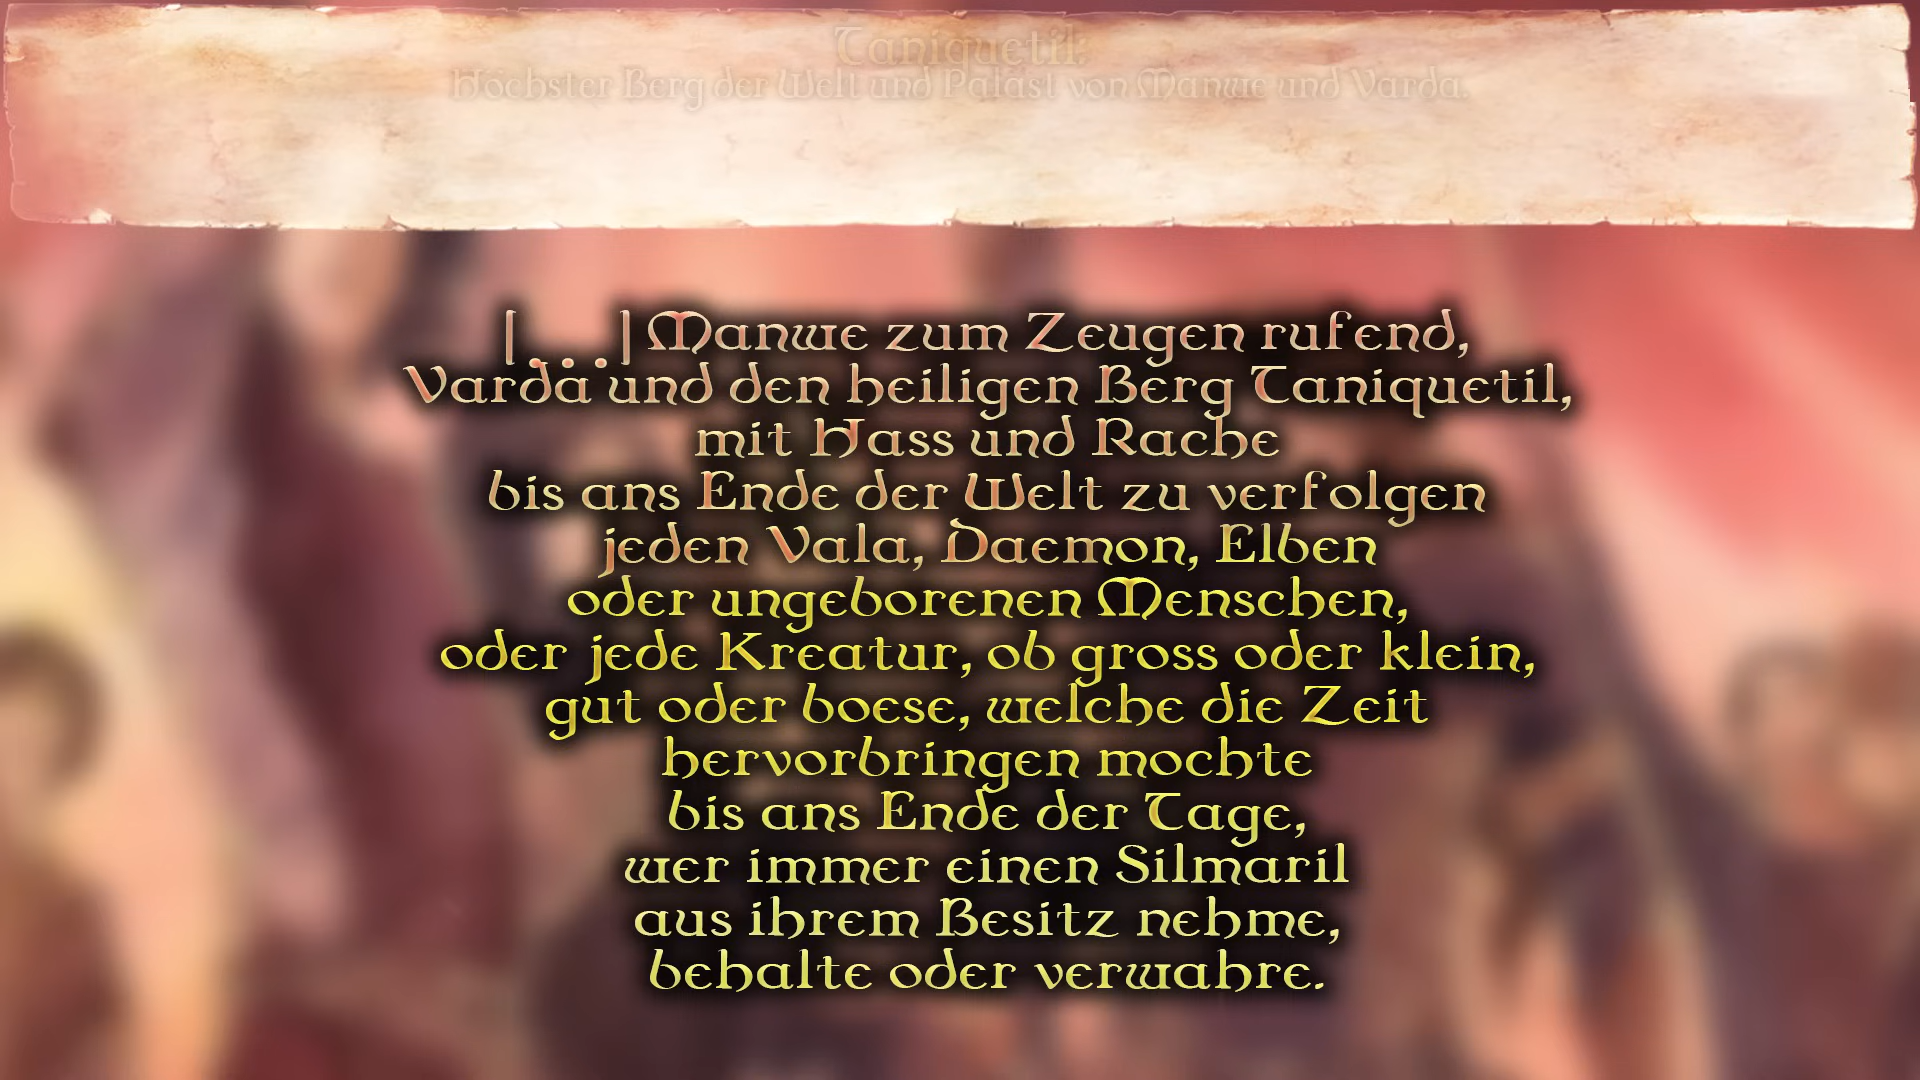 Taniquetil:
Höchster Berg der Welt und Palast von Manwe und Varda.
[...] Manwe zum Zeugen rufend,
Varda und den heiligen Berg Taniquetil,
mit Hass und Rache
bis ans Ende der Welt zu verfolgen
jeden Vala, Daemon, Elben
oder ungeborenen Menschen,
oder jede Kreatur, ob gross oder klein,
gut oder boese, welche die Zeit
hervorbringen mochte
bis ans Ende der Tage,
wer immer einen Silmaril
aus ihrem Besitz nehme,
behalte oder verwahre.